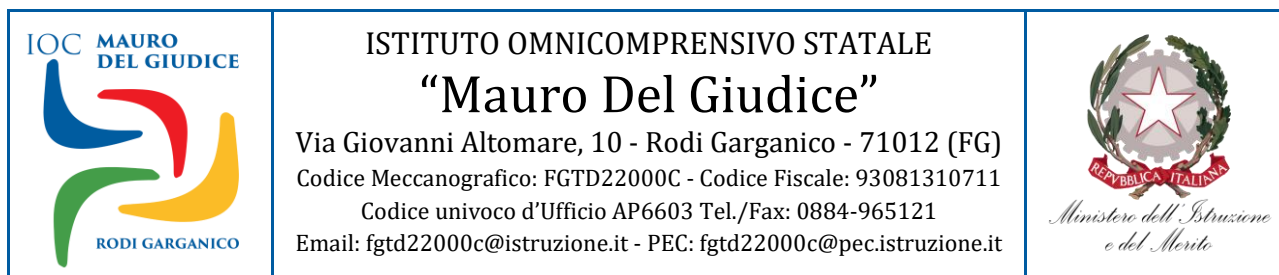 IOC MAURO
DEL GIUDICE
RODI GARGANICO
ISTITUTO OMNICOMPRENSIVO STATALE
“Mauro Del Giudice”
Via Giovanni Altomare, 10 - Rodi Garganico - 71012 (FG)
Codice Meccanografico: FGTD22000C - Codice Fiscale: 93081310711
Codice univoco d’Ufficio AP6603 Tel./Fax: 0884-965121
Email: fgtd22000c@istruzione.it - PEC: fgtd22000c@pec.istruzione.it
REPVBBLICA ITALIANA
Ministero dell’Istruzione
e del Merito